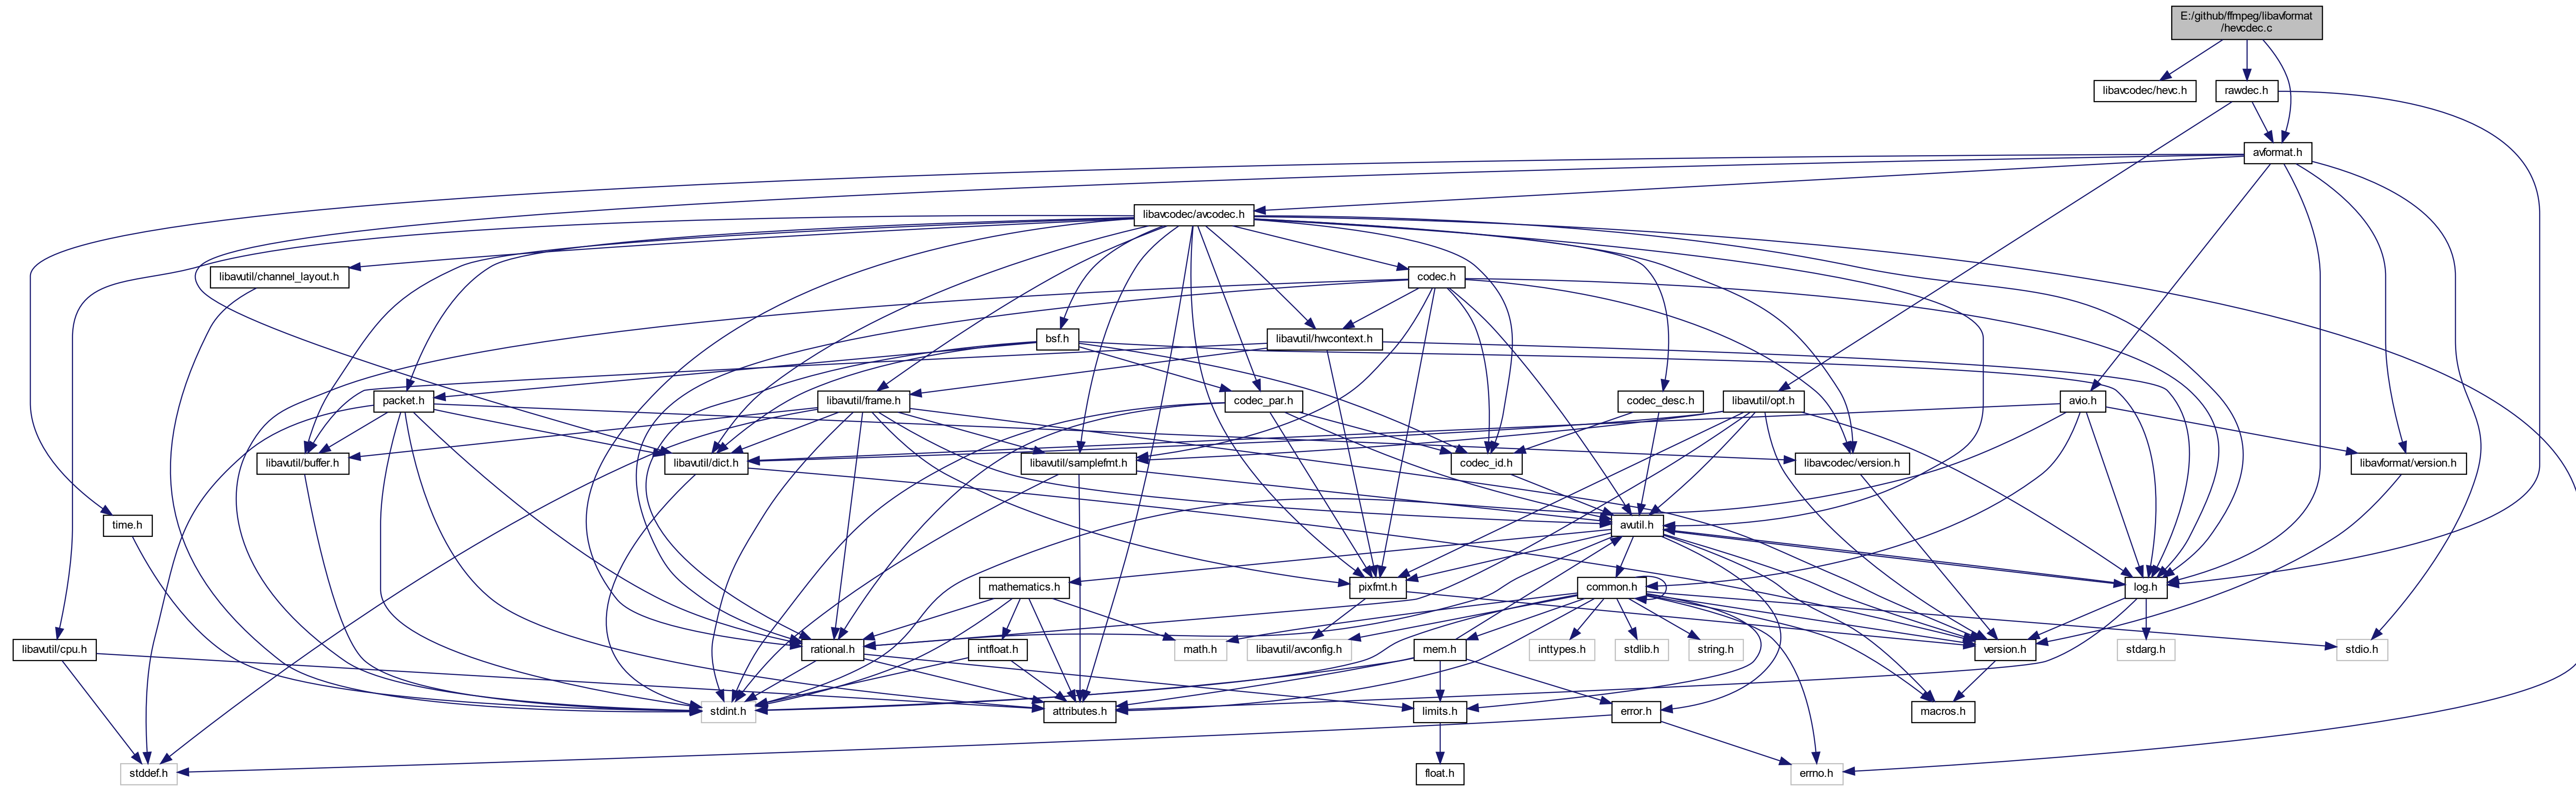 E:/github/ffmpeg/libavformat
/hevcdec.c
libavcodec/hevc.h
rawdec.h
avformat.h
libavcodec/avcodec.h
libavutil/channel_layout.h
codec.h
bsf.h
libavutil/hwcontext.h
packet.h
libavutil/frame.h
codec_par.h
codec_desc.h
libavutil/opt.h
avio.h
libavutil/buffer.h
libavutil/dict.h
libavutil/samplefmt.h
codec_id.h
libavcodec/version.h
libavformat/version.h
time.h
avutil.h
mathematics.h
pixfmt.h
common.h
log.h
libavutil/cpu.h
rational.h
intfloat.h
math.h
libavutil/avconfig.h
mem.h
inttypes.h
stdlib.h
string.h
version.h
stdarg.h
stdio.h
stdint.h
attributes.h
limits.h
error.h
macros.h
stddef.h
float.h
errno.h